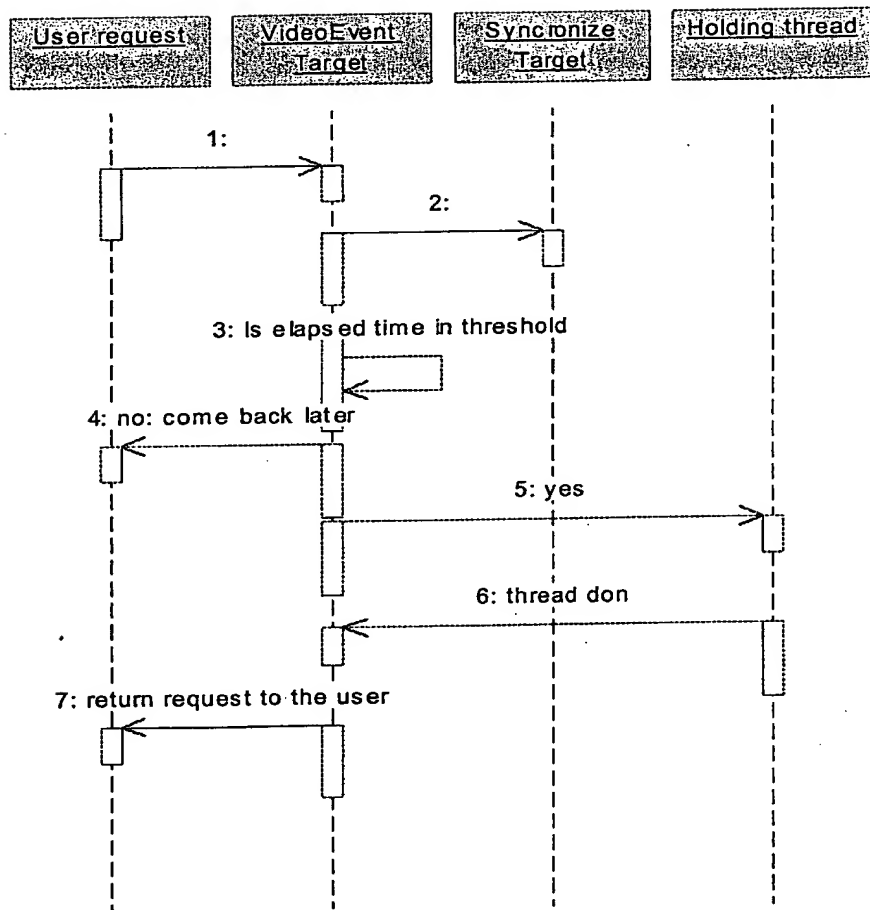 User request
VideoEvent
Target
Syncronize
Target
Holding thread
1:
2:
3: Is elapsed time in threshold
4: no: come back later
5: yes
6: thread don
7: return request to the user